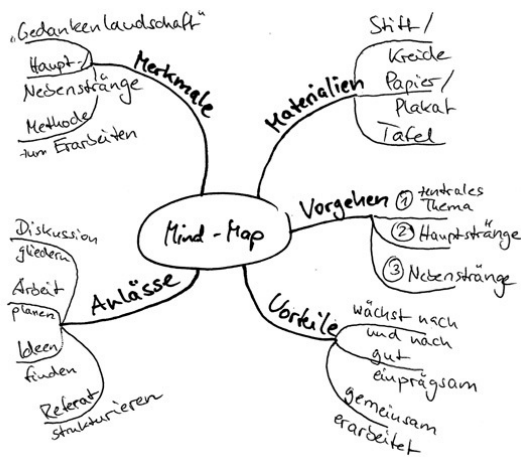 Mind-Map
Merkmale
„Gedankenlandschaft"
Haupt-/
Nebenstränge
Methode
zum Erarbeiten
Materialien
Stift/
Kreide
Papier/
Plakat
Tafel
Vorgehen
① zentrales
Thema
② Hauptstränge
③ Nebenstränge
Vorteile
wächst nach
und nach
gut
einprägsam
gemeinsam
erarbeitet
Anlässe
Diskussion
gliedern
Arbeit
planen
Ideen
finden
Referat
strukturieren